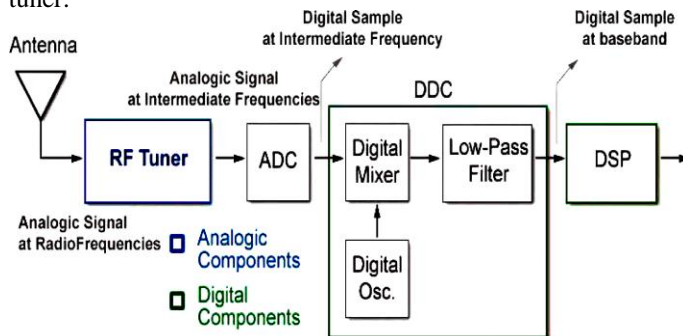 tuner.
Digital Sample
at Intermediate Frequency
Digital Sample
at baseband
Antenna
Analogic Signal
at Intermediate Frequencies
DDC
RF Tuner
ADC
Digital
Mixer
Low-Pass
Filter
DSP
Analogic Signal
at RadioFrequencies
Analogic
Components
Digital
Osc.
Digital
Components